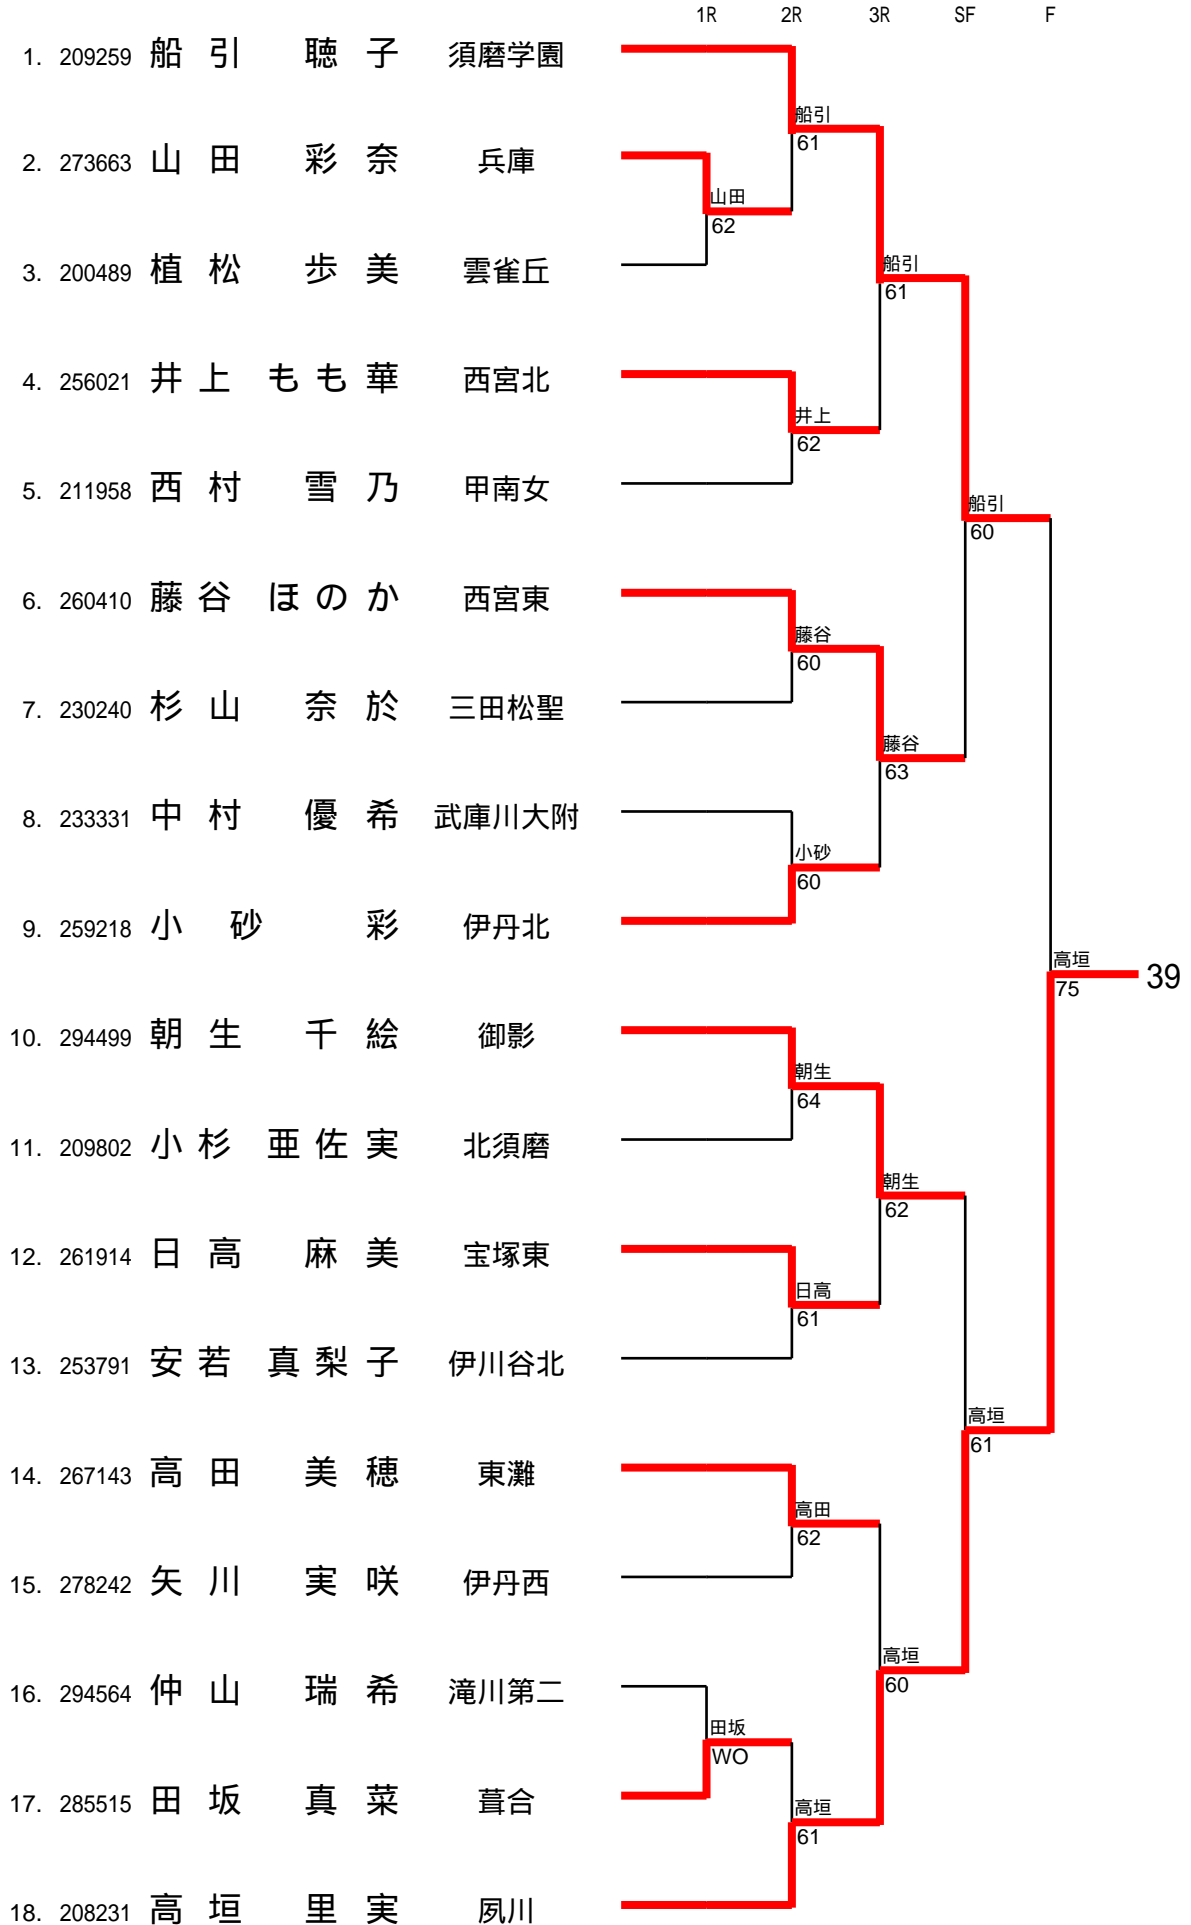 1R 2R 3R SF F
1. 209259 船引 聴子 須磨学園
船引
61
2. 273663 山田 彩奈 兵庫
山田
62
3. 200489 植松 歩美 雲雀丘
船引
61
4. 256021 井上 もも華 西宮北
井上
62
5. 211958 西村 雪乃 甲南女
船引
60
6. 260410 藤谷 ほのか 西宮東
藤谷
60
7. 230240 杉山 奈於 三田松聖
藤谷
63
8. 233331 中村 優希 武庫川大附
小砂
60
9. 259218 小砂 彩 伊丹北
高垣
75
39
10. 294499 朝生 千絵 御影
朝生
64
11. 209802 小杉 亜佐実 北須磨
朝生
62
12. 261914 日高 麻美 宝塚東
日高
61
13. 253791 安若 真梨子 伊川谷北
高垣
61
14. 267143 高田 美穂 東灘
高田
62
15. 278242 矢川 実咲 伊丹西
高垣
60
16. 294564 仲山 瑞希 滝川第二
田坂
WO
17. 285515 田坂 真菜 葺合
高垣
61
18. 208231 高垣 里実 夙川